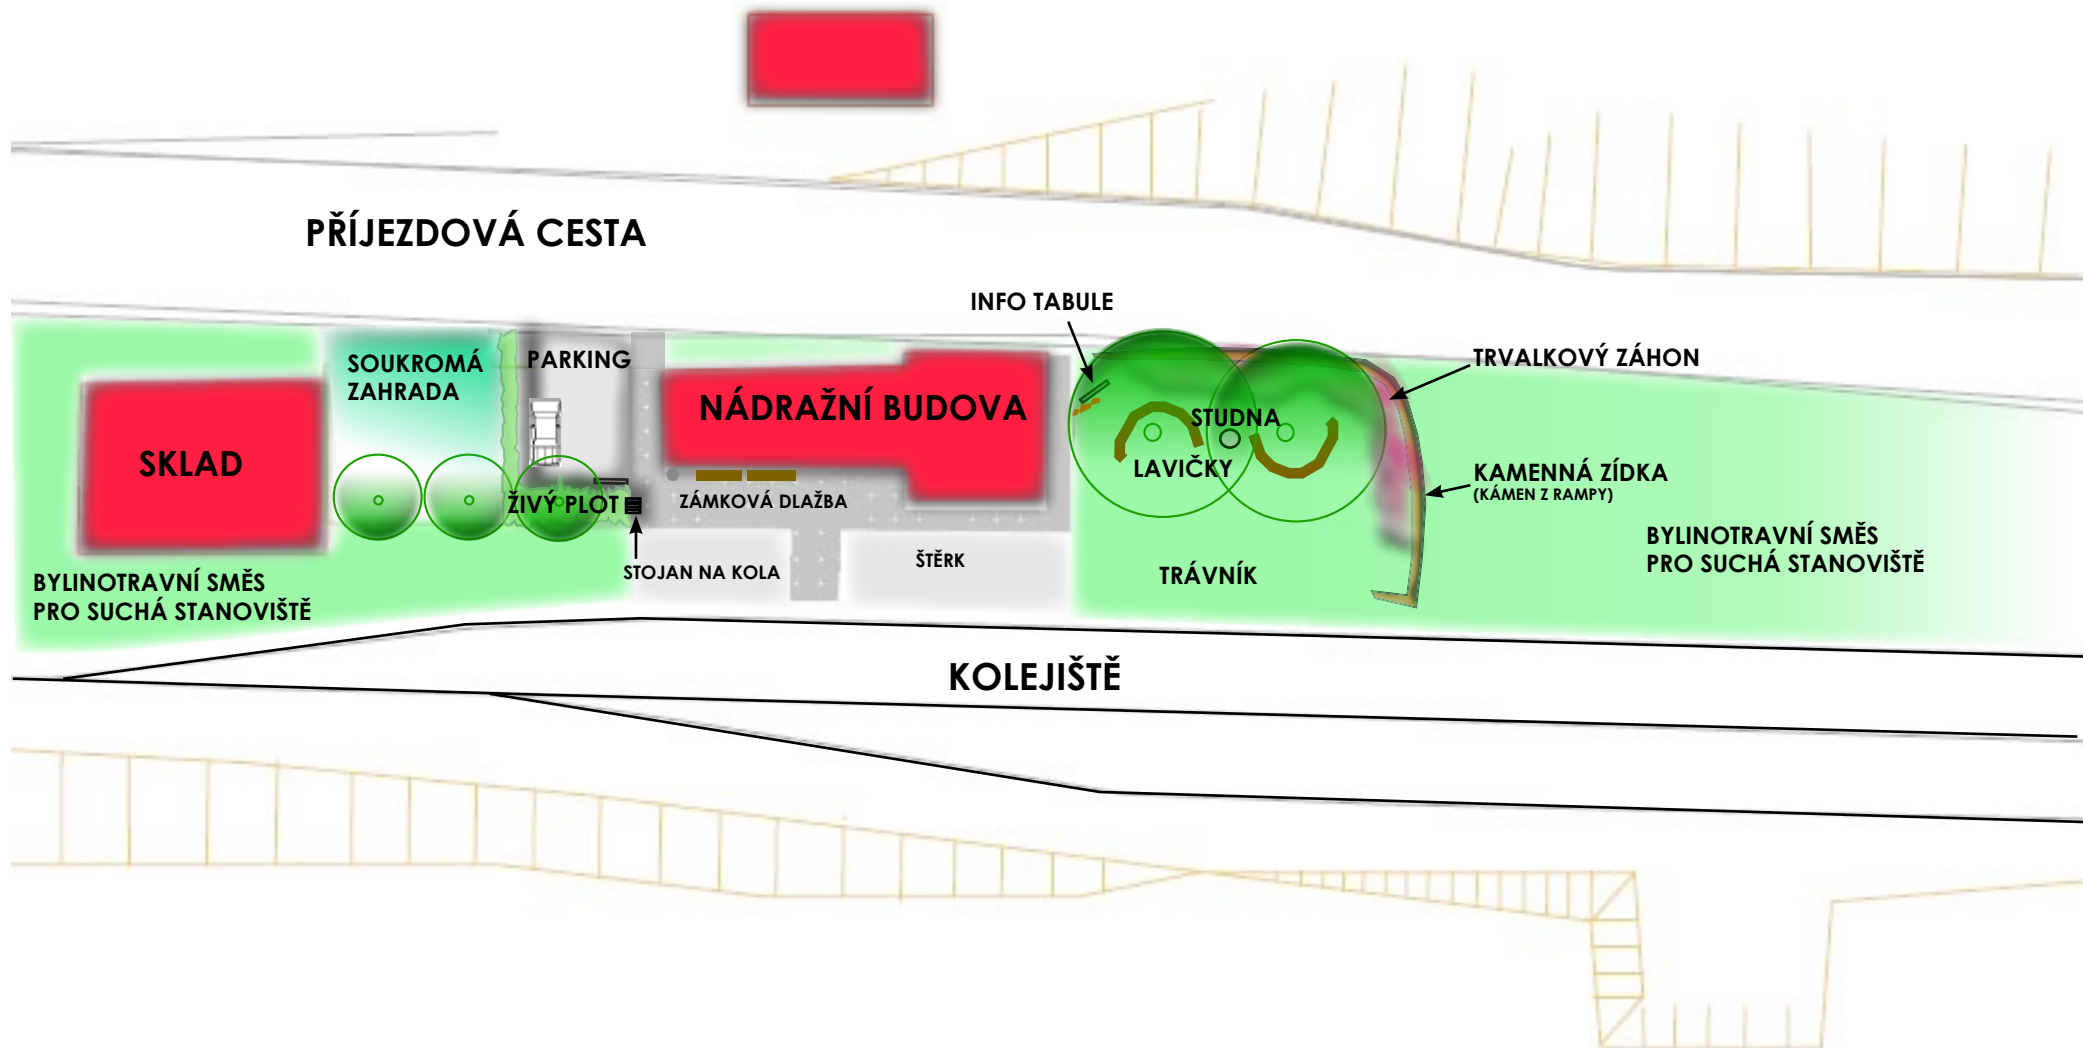 PŘÍJEZDOVÁ CESTA
INFO TABULE
SOUKROMÁ
ZAHRADA
PARKING
TRVALKOVÝ ZÁHON
NÁDRAŽNÍ BUDOVA
STUDNA
SKLAD
LAVIČKY
KAMENNÁ ZÍDKA
(KÁMEN Z RAMPY)
ŽIVÝ PLOT
ZÁMKOVÁ DLAŽBA
BYLINOTRAVNÍ SMĚS
PRO SUCHÁ STANOVIŠTĚ
ŠTĚRK
STOJAN NA KOLA
TRÁVNÍK
BYLINOTRAVNÍ SMĚS
PRO SUCHÁ STANOVIŠTĚ
KOLEJIŠTĚ